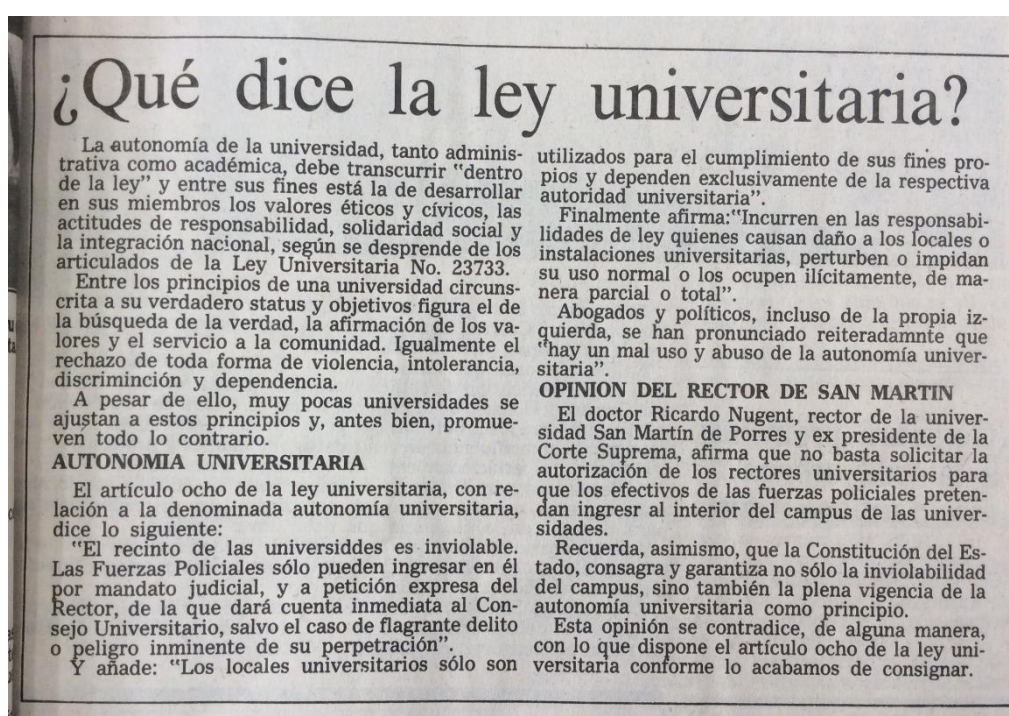 ¿Qué dice la ley universitaria?
La autonomía de la universidad, tanto adminis-
trativa como académica, debe transcurrir "dentro
de la ley" y entre sus fines está la de desarrollar
en sus miembros los valores éticos y cívicos, las
actitudes de responsabilidad, solidaridad social y
la integración nacional, según se desprende de los
articulados de la Ley Universitaria No. 23733.
Entre los principios de una universidad circuns-
crita a su verdadero status y objetivos figura el de
la búsqueda de la verdad, la afirmación de los va-
lores y el servicio a la comunidad. Igualmente el
rechazo de toda forma de violencia, intolerancia,
discriminción y dependencia.
A pesar de ello, muy pocas universidades se
ajustan a estos principios y, antes bien, promue-
ven todo lo contrario.
AUTONOMIA UNIVERSITARIA
El artículo ocho de la ley universitaria, con re-
lación a la denominada autonomía universitaria,
dice lo siguiente:
"El recinto de las universiddes es inviolable.
Las Fuerzas Policiales sólo pueden ingresar en él
por mandato judicial, y a petición expresa del
Rector, de la que dará cuenta inmediata al Con-
sejo Universitario, salvo el caso de flagrante delito
o peligro inminente de su perpetración".
Y añade: "Los locales universitarios sólo son
utilizados para el cumplimiento de sus fines pro-
pios y dependen exclusivamente de la respectiva
autoridad universitaria".
Finalmente afirma:"Incurren en las responsabi-
lidades de ley quienes causan daño a los locales o
instalaciones universitarias, perturben o impidan
su uso normal o los ocupen ilícitamente, de ma-
nera parcial o total".
Abogados y políticos, incluso de la propia iz-
quierda, se han pronunciado reiteradamnte que
"hay un mal uso y abuso de la autonomía univer-
sitaria".
OPINION DEL RECTOR DE SAN MARTIN
El doctor Ricardo Nugent, rector de la univer-
sidad San Martín de Porres y ex presidente de la
Corte Suprema, afirma que no basta solicitar la
autorización de los rectores universitarios para
que los efectivos de las fuerzas policiales preten-
dan ingresr al interior del campus de las univer-
sidades.
Recuerda, asimismo, que la Constitución del Es-
tado, consagra y garantiza no sólo la inviolabilidad
del campus, sino también la plena vigencia de la
autonomía universitaria como principio.
Esta opinión se contradice, de alguna manera,
con lo que dispone el artículo ocho de la ley uni-
versitaria conforme lo acabamos de consignar.